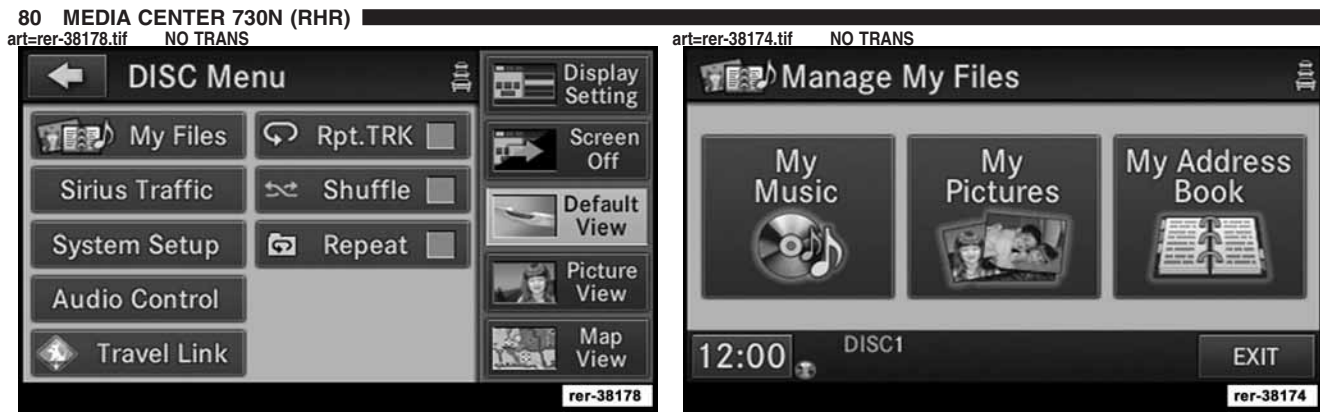 80 MEDIA CENTER 730N (RHR)
art=rer-38178.tif NO TRANS
DISC Menu
My Files
Rpt.TRK
Sirius Traffic
Shuffle
System Setup
Repeat
Audio Control
Travel Link
Display
Setting
Screen
Off
Default
View
Picture
View
Map
View
rer-38178
art=rer-38174.tif NO TRANS
Manage My Files
My
Music
My
Pictures
My Address
Book
12:00
DISC1
EXIT
rer-38174